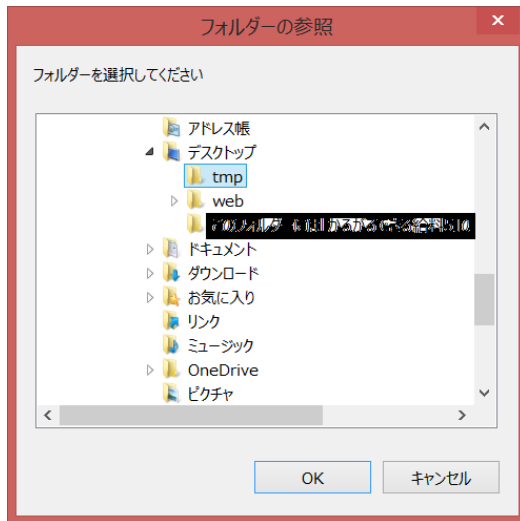 フォルダーの参照
フォルダーを選択してください
アドレス帳
デスクトップ
tmp
web
ドキュメント
ダウンロード
お気に入り
リンク
ミュージック
OneDrive
ピクチャ
OK
キャンセル